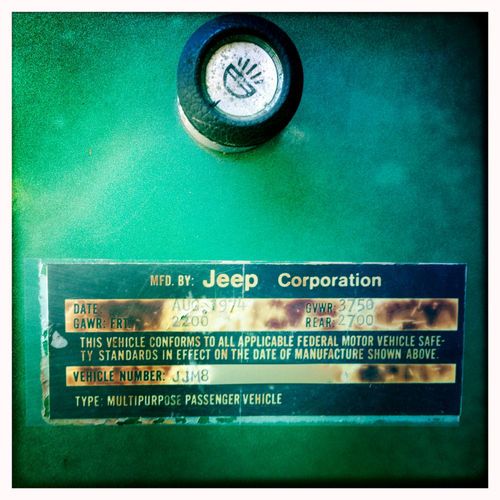 MFD. BY: Jeep Corporation
DATE: AUG 1974 GVWR: 3750
GAWR: FRT. 2200 REAR: 2700
THIS VEHICLE CONFORMS TO ALL APPLICABLE FEDERAL MOTOR VEHICLE SAFE-
TY STANDARDS IN EFFECT ON THE DATE OF MANUFACTURE SHOWN ABOVE.
VEHICLE NUMBER: JJM8
TYPE: MULTIPURPOSE PASSENGER VEHICLE